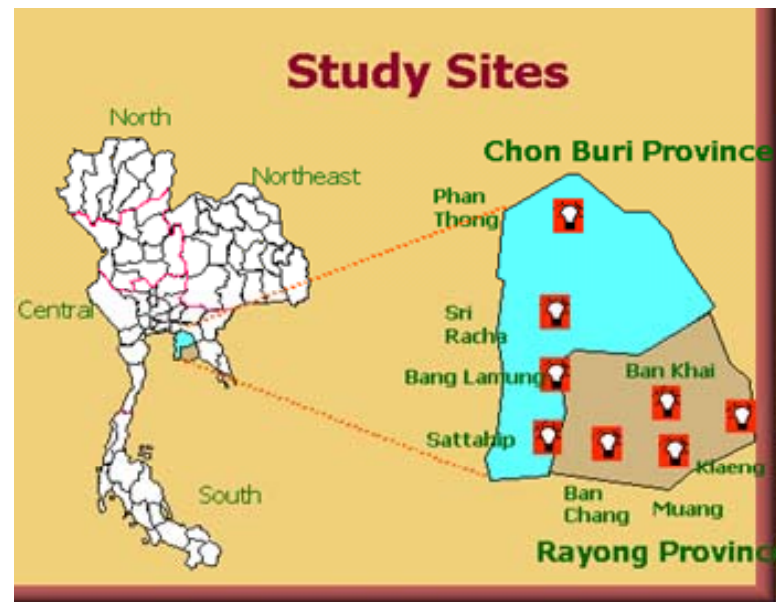 Study Sites
North
Northeast
Central
South
Chon Buri Province
Phan
Thong
Sri
Racha
Bang Lamung
Sattahip
Ban Khai
Klaeng
Ban
Chang
Muang
Rayong Provinc